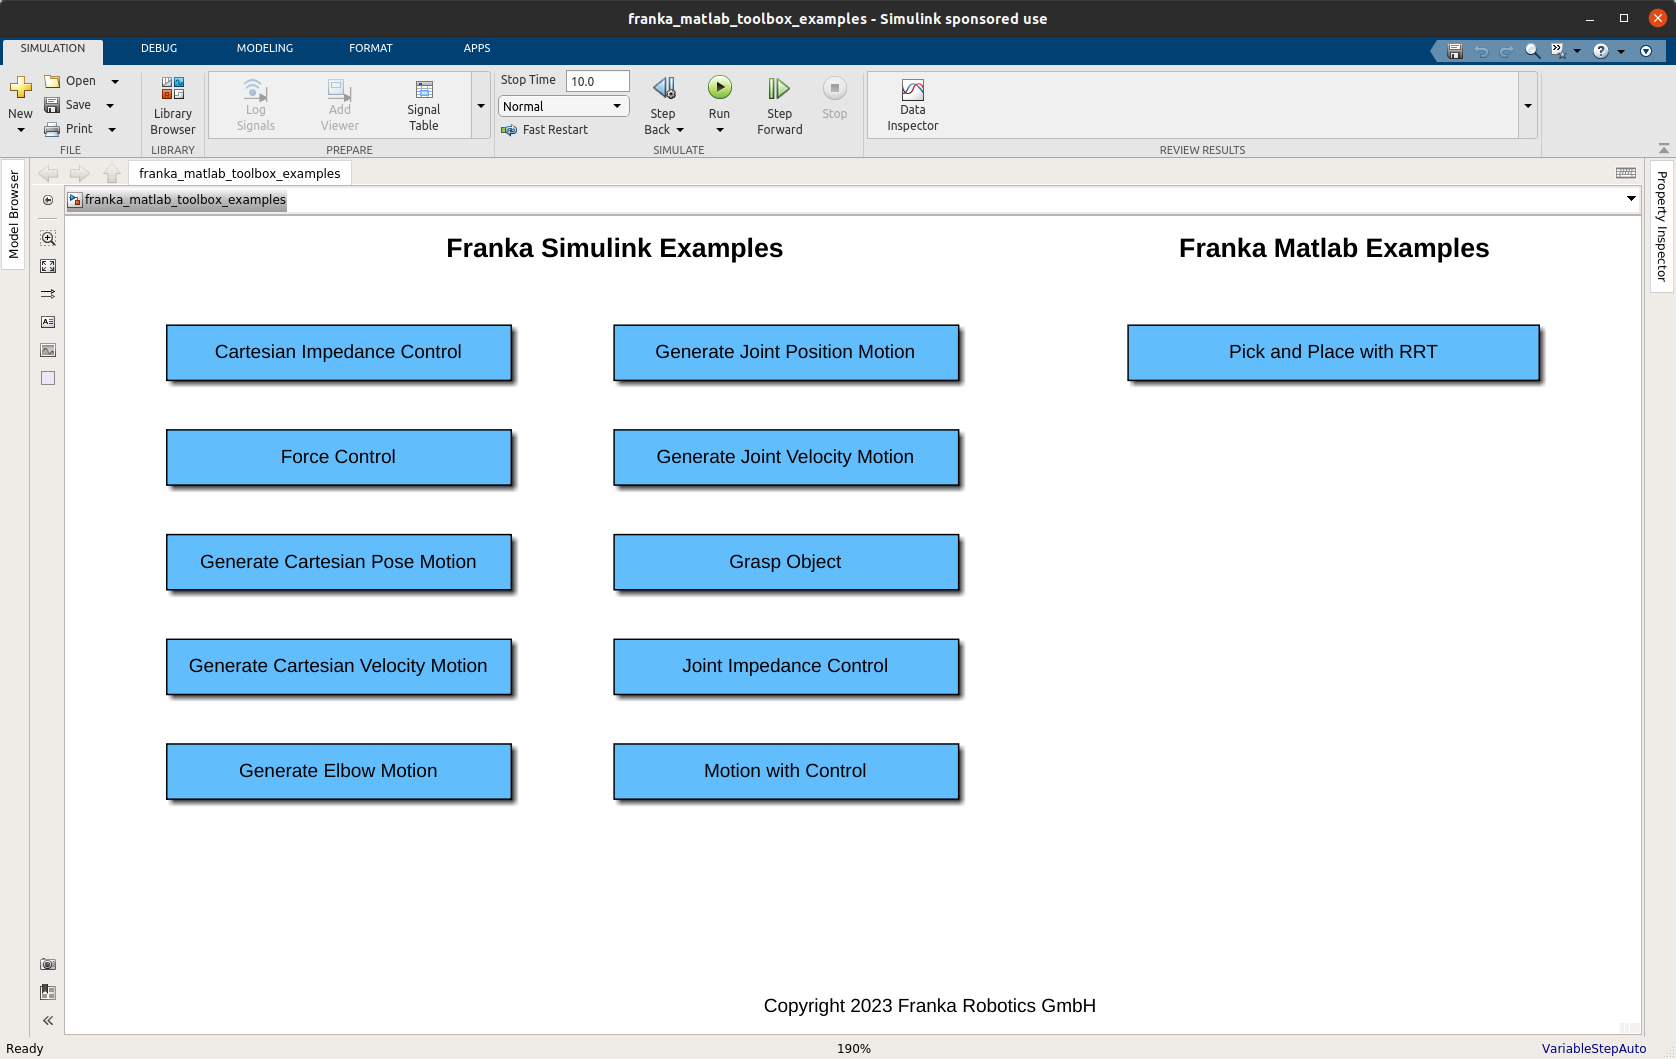 franka_matlab_toolbox_examples - Simulink sponsored use
SIMULATION DEBUG MODELING FORMAT APPS
New
Open
Save
Print
FILE
Library
Browser
LIBRARY
Log
Signals
Add
Viewer
Signal
Table
PREPARE
Stop Time 10.0
Normal
Fast Restart
Step
Back
Run
Step
Forward
Stop
SIMULATE
Data
Inspector
REVIEW RESULTS
Model Browser
franka_matlab_toolbox_examples
franka_matlab_toolbox_examples
Property Inspector
Franka Simulink Examples
Franka Matlab Examples
Cartesian Impedance Control
Generate Joint Position Motion
Pick and Place with RRT
Force Control
Generate Joint Velocity Motion
Generate Cartesian Pose Motion
Grasp Object
Generate Cartesian Velocity Motion
Joint Impedance Control
Generate Elbow Motion
Motion with Control
Copyright 2023 Franka Robotics GmbH
Ready
190%
VariableStepAuto